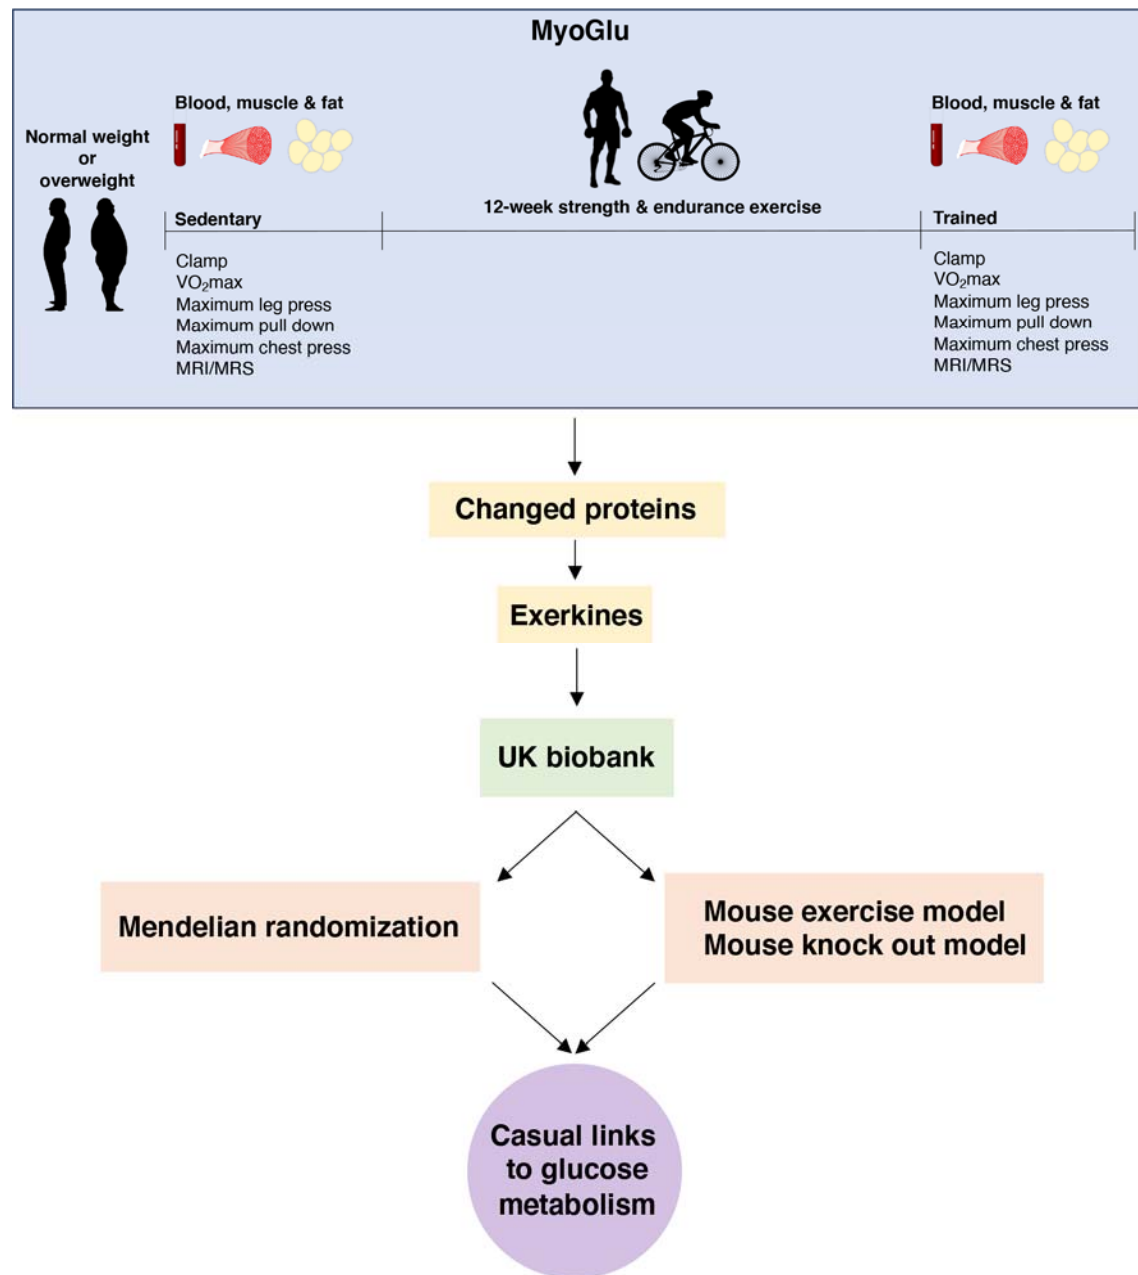 MyoGlu
Normal weight
or
overweight
Blood, muscle & fat
Sedentary
Clamp
VO₂max
Maximum leg press
Maximum pull down
Maximum chest press
MRI/MRS
12-week strength & endurance exercise
Blood, muscle & fat
Trained
Clamp
VO₂max
Maximum leg press
Maximum pull down
Maximum chest press
MRI/MRS
Changed proteins
Exerkines
UK biobank
Mendelian randomization
Mouse exercise model
Mouse knock out model
Casual links
to glucose
metabolism